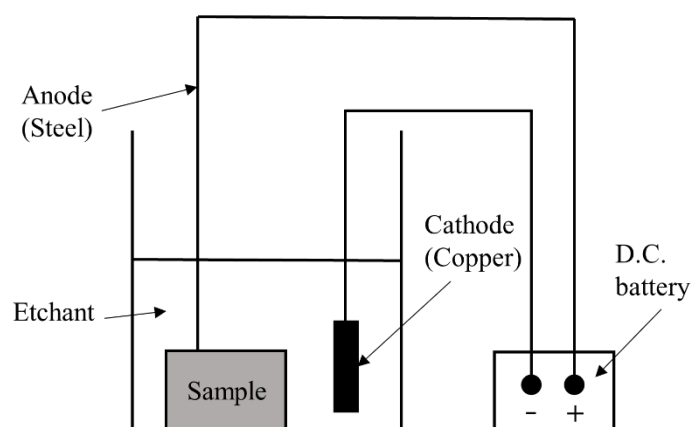 Anode
(Steel)
Cathode
(Copper)
D.C.
battery
Etchant
Sample
- +